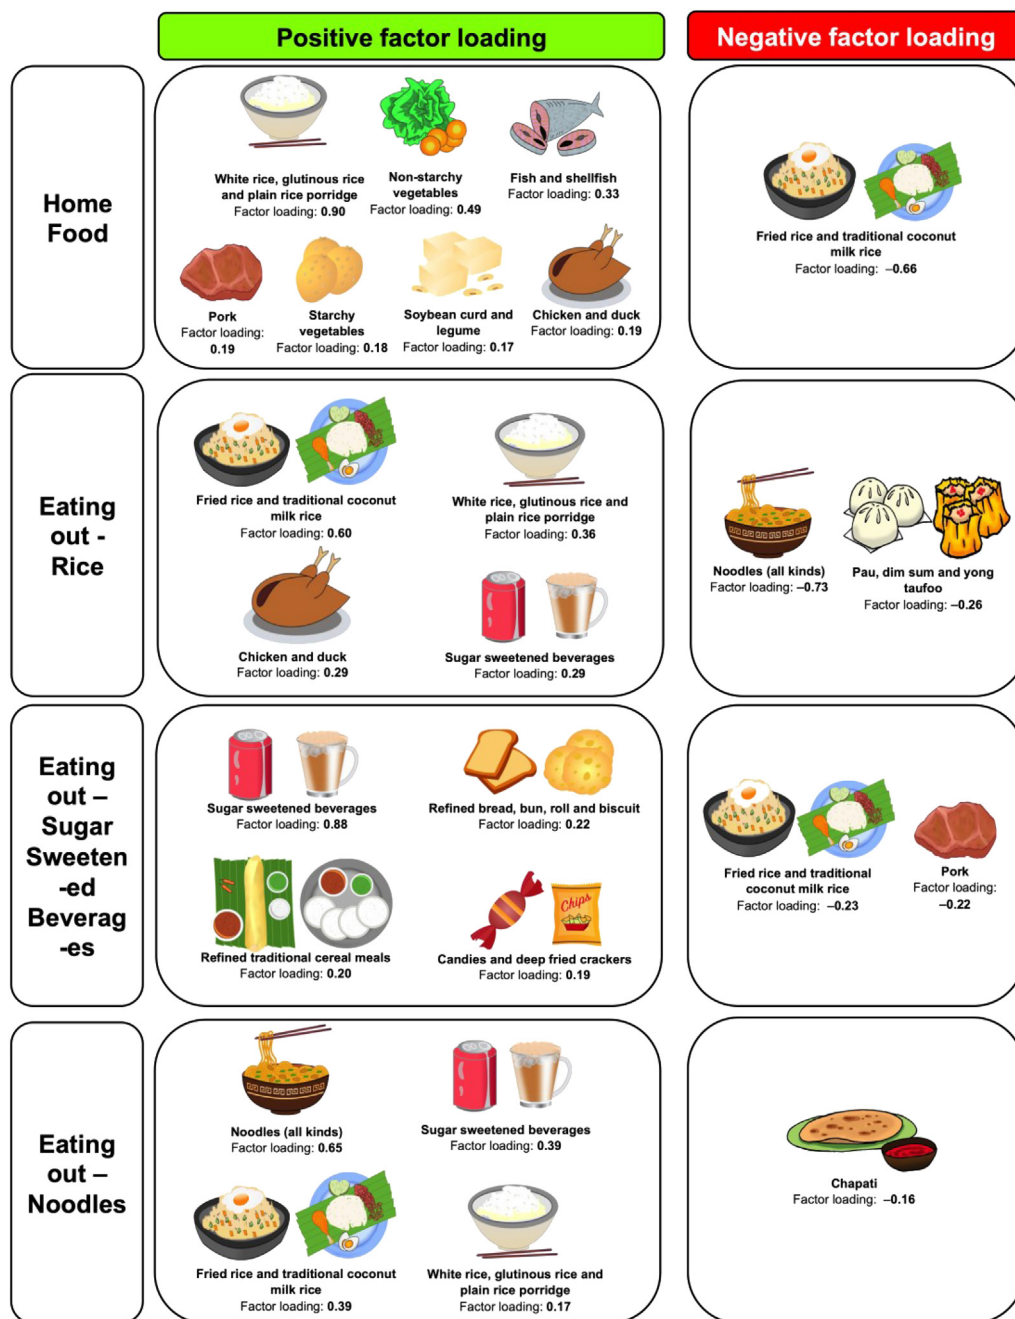 Positive factor loading
Negative factor loading
Home
Food
White rice, glutinous rice
and plain rice porridge
Factor loading: 0.90
Non-starchy
vegetables
Factor loading: 0.49
Fish and shellfish
Factor loading: 0.33
Pork
Factor loading:
0.19
Starchy
vegetables
Factor loading: 0.18
Soybean curd and
legume
Factor loading: 0.17
Chicken and duck
Factor loading: 0.19
Fried rice and traditional coconut
milk rice
Factor loading: –0.66
Eating
out -
Rice
Fried rice and traditional coconut
milk rice
Factor loading: 0.60
White rice, glutinous rice and
plain rice porridge
Factor loading: 0.36
Chicken and duck
Factor loading: 0.29
Sugar sweetened beverages
Factor loading: 0.29
Noodles (all kinds)
Factor loading: –0.73
Pau, dim sum and yong
taufoo
Factor loading: –0.26
Eating
out –
Sugar
Sweeten
-ed
Beverag
-es
Sugar sweetened beverages
Factor loading: 0.88
Refined bread, bun, roll and biscuit
Factor loading: 0.22
Refined traditional cereal meals
Factor loading: 0.20
Chips
Candies and deep fried crackers
Factor loading: 0.19
Fried rice and traditional
coconut milk rice
Factor loading: –0.23
Pork
Factor loading:
–0.22
Eating
out –
Noodles
Noodles (all kinds)
Factor loading: 0.65
Sugar sweetened beverages
Factor loading: 0.39
Fried rice and traditional coconut
milk rice
Factor loading: 0.39
White rice, glutinous rice and
plain rice porridge
Factor loading: 0.17
Chapati
Factor loading: –0.16